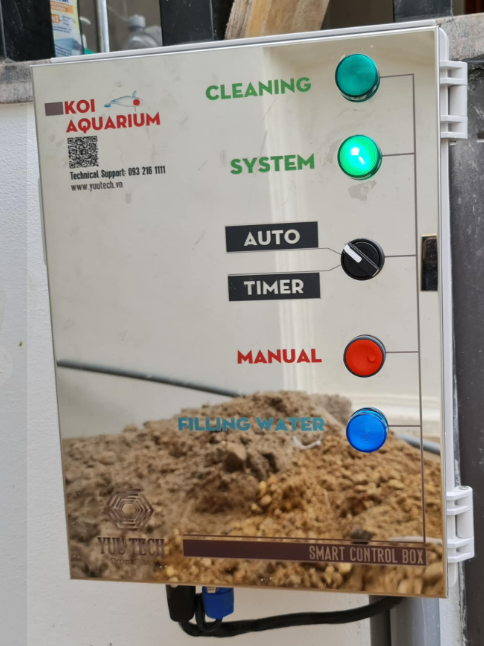 KOI
AQUARIUM
Technical Support: 093 216 1111
www.yuutech.vn
CLEANING
SYSTEM
AUTO
TIMER
MANUAL
FILLING WATER
YUU TECH
SMART CONTROL BOX